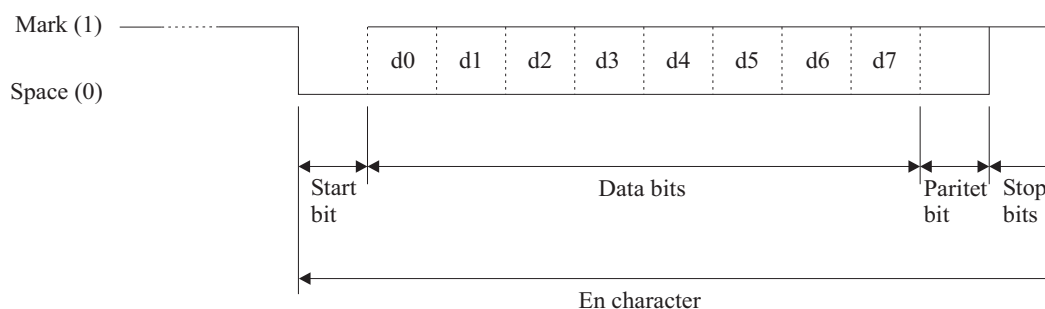 Mark (1)
d0 d1 d2 d3 d4 d5 d6 d7
Space (0)
Start
bit
Data bits
Paritet
bit
Stop
bits
En character